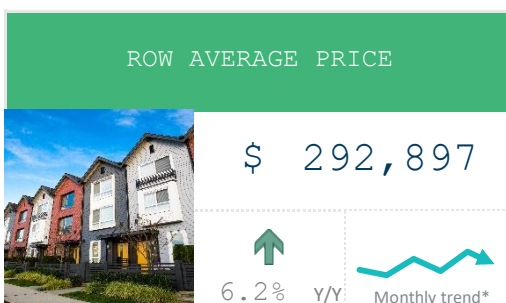 ROW AVERAGE PRICE
$ 292,897
6.2% Y/Y
Monthly trend*